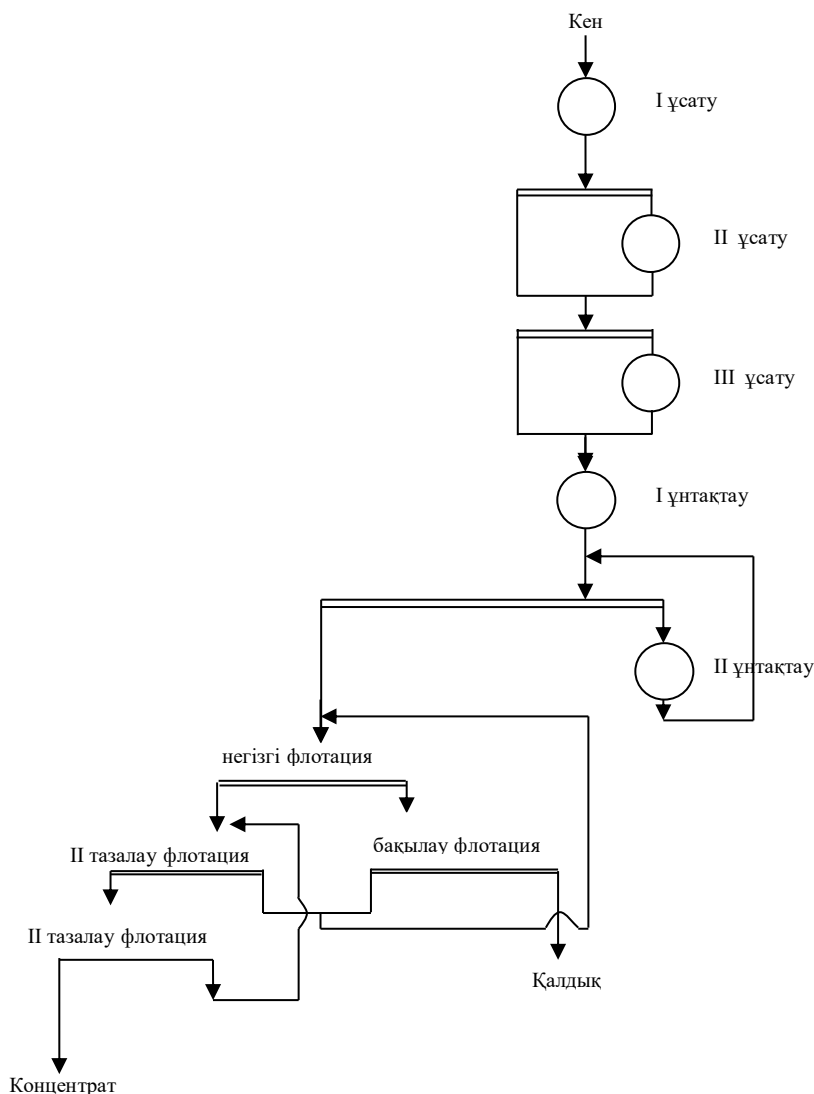 Кен
I ұсату
II ұсату
III ұсату
I ұнтақтау
II ұнтақтау
негізгі флотация
бақылау флотация
II тазалау флотация
II тазалау флотация
Қалдық
Концентрат